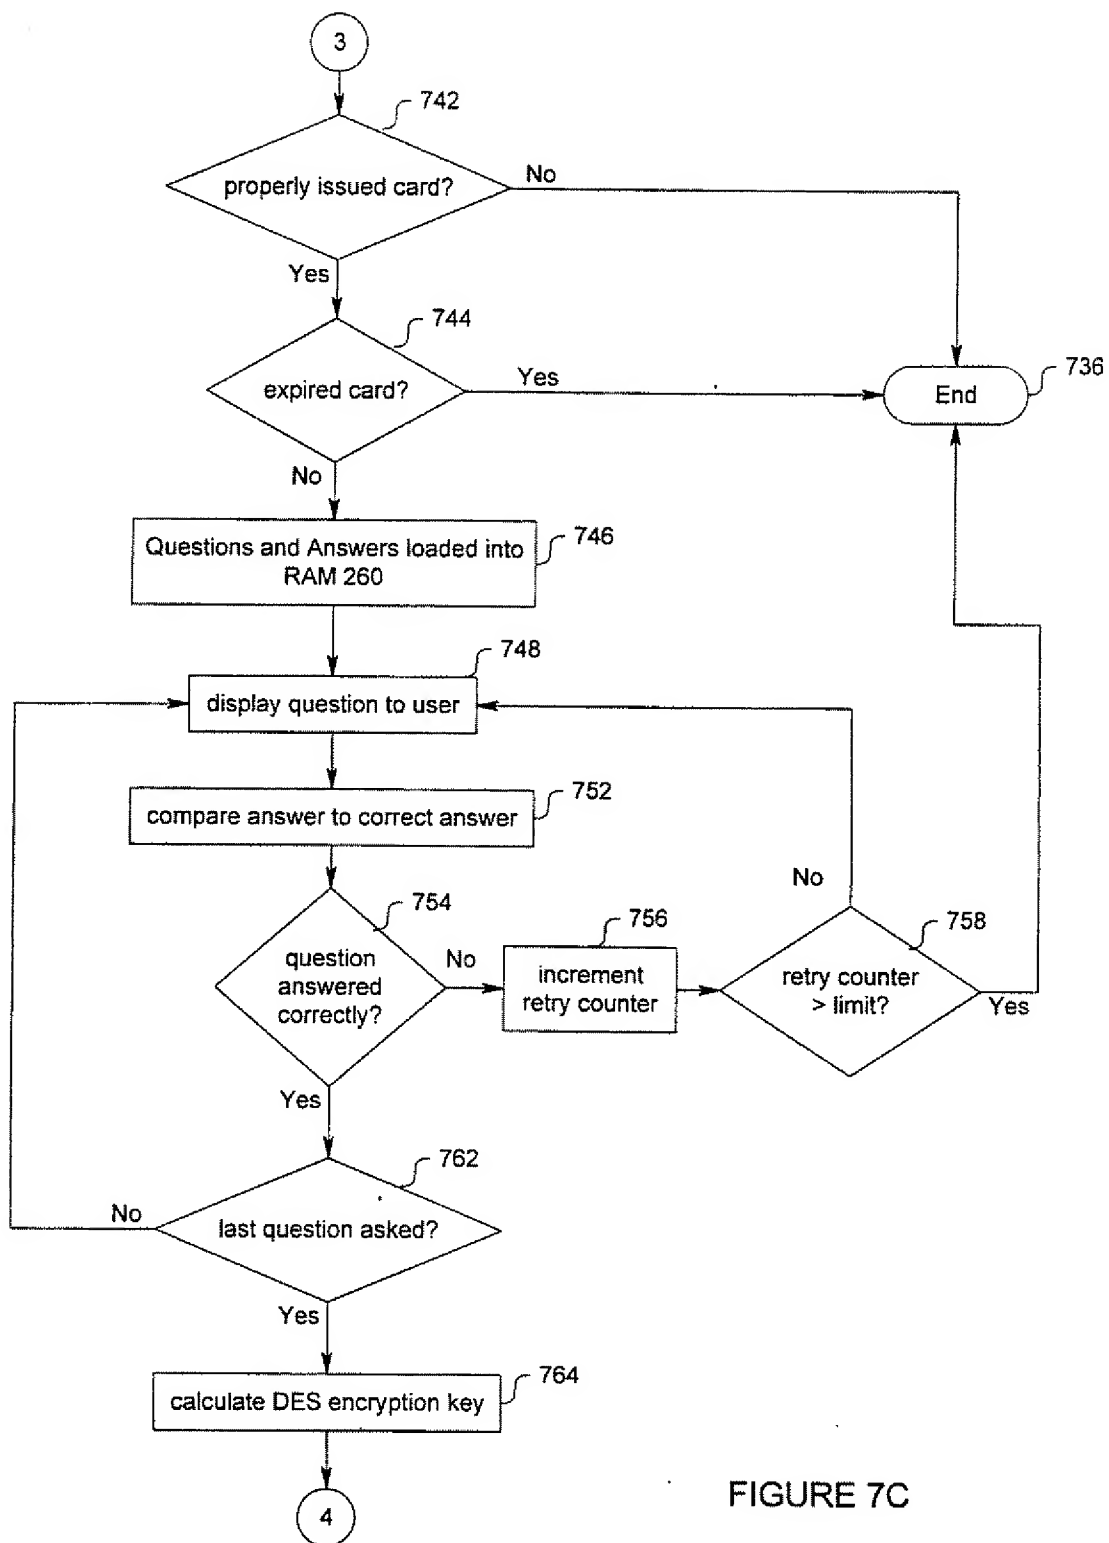 3
742
properly issued card?
No
Yes
744
expired card?
Yes
736
End
No
746
Questions and Answers loaded into
RAM 260
748
display question to user
752
compare answer to correct answer
No
754
756
758
question
answered
correctly?
No
increment
retry counter
retry counter
> limit?
Yes
Yes
762
No
last question asked?
Yes
764
calculate DES encryption key
4
FIGURE 7C